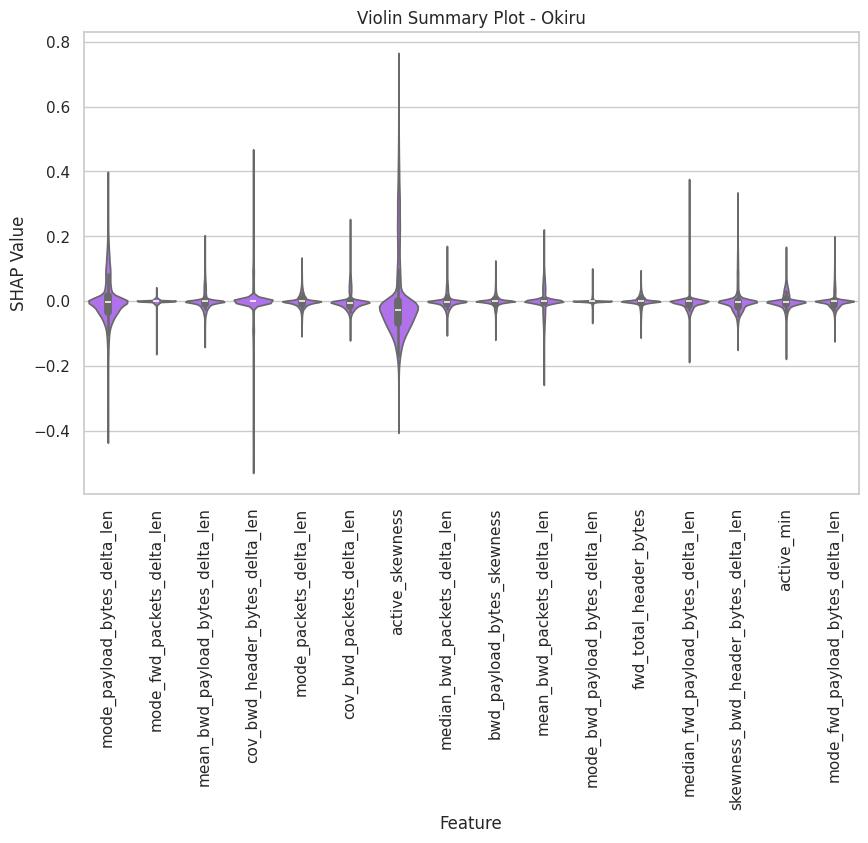 Violin Summary Plot - Okiru
0.8
0.6
0.4
0.2
0.0
−0.2
−0.4
SHAP Value
mode_payload_bytes_delta_len
mode_fwd_packets_delta_len
mean_bwd_payload_bytes_delta_len
cov_bwd_header_bytes_delta_len
mode_packets_delta_len
cov_bwd_packets_delta_len
active_skewness
median_bwd_packets_delta_len
bwd_payload_bytes_skewness
mean_bwd_packets_delta_len
mode_bwd_payload_bytes_delta_len
fwd_total_header_bytes
median_fwd_payload_bytes_delta_len
skewness_bwd_header_bytes_delta_len
active_min
mode_fwd_payload_bytes_delta_len
Feature